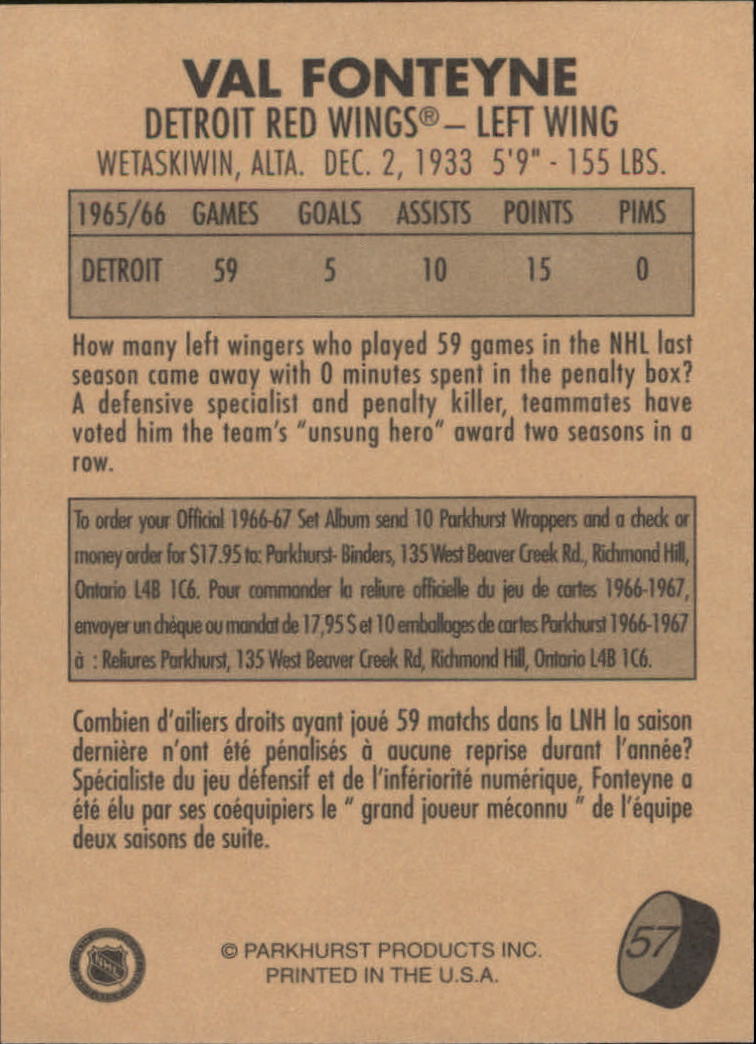 VAL FONTEYNE
DETROIT RED WINGS® – LEFT WING
WETASKIWIN, ALTA. DEC. 2, 1933 5'9" - 155 LBS.
1965/66 GAMES GOALS ASSISTS POINTS PIMS
DETROIT 59 5 10 15 0
How many left wingers who played 59 games in the NHL last
season came away with 0 minutes spent in the penalty box?
A defensive specialist and penalty killer, teammates have
voted him the team's "unsung hero" award two seasons in a
row.
To order your Official 1966-67 Set Album send 10 Parkhurst Wrappers and a check or
money order for $17.95 to: Parkhurst- Binders, 135 West Beaver Creek Rd., Richmond Hill,
Ontario L4B 1C6. Pour commander la reliure officielle du jeu de cartes 1966-1967,
envoyer un chèque ou mandat de 17,95 $ et 10 emballages de cartes Parkhurst 1966-1967
à : Reliures Parkhurst, 135 West Beaver Creek Rd, Richmond Hill, Ontario L4B 1C6.
Combien d'ailiers droits ayant joué 59 matchs dans la LNH la saison
dernière n'ont été pénalisés à aucune reprise durant l'année?
Spécialiste du jeu défensif et de l'infériorité numérique, Fonteyne a
été élu par ses coéquipiers le " grand joueur méconnu " de l'équipe
deux saisons de suite.
NHL
© PARKHURST PRODUCTS INC.
PRINTED IN THE U.S.A.
57